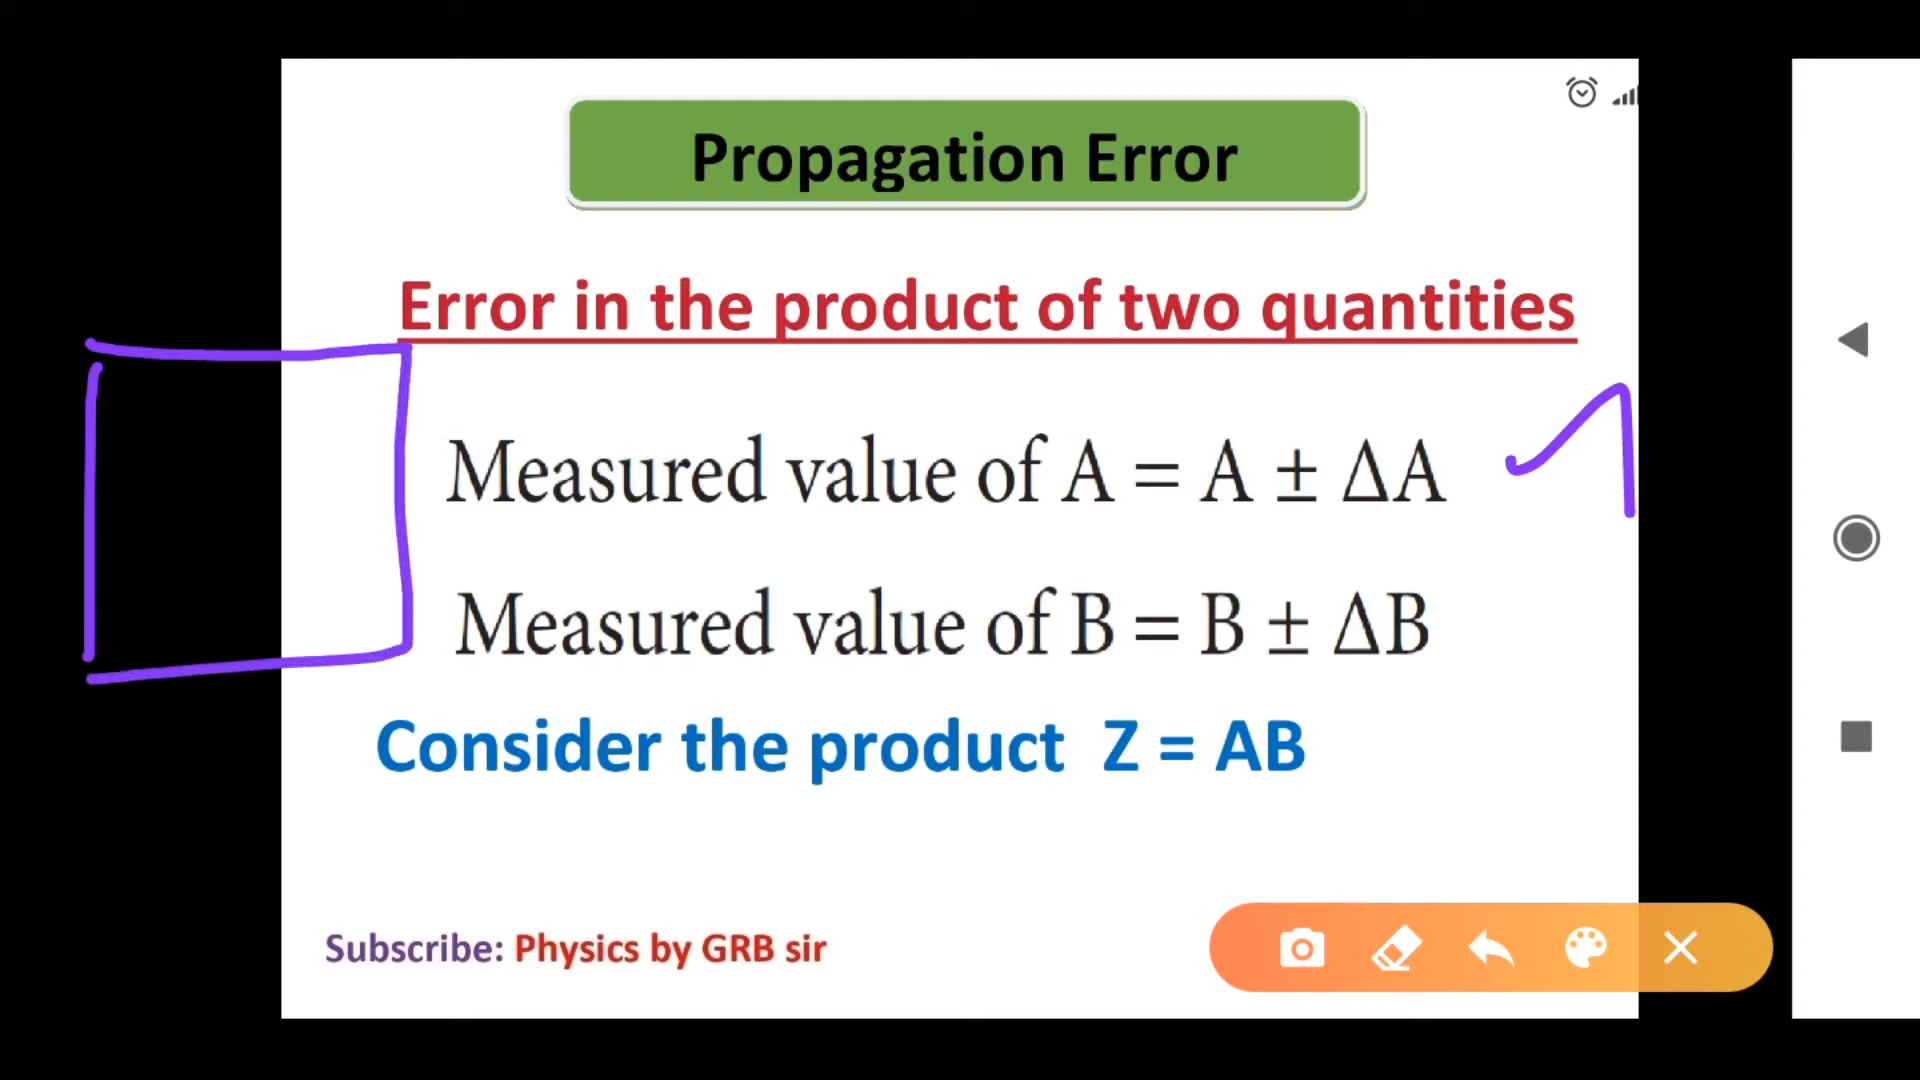 Propagation Error
Error in the product of two quantities
Measured value of A = A ± ΔA
Measured value of B = B ± ΔB
Consider the product Z = AB
Subscribe: Physics by GRB sir